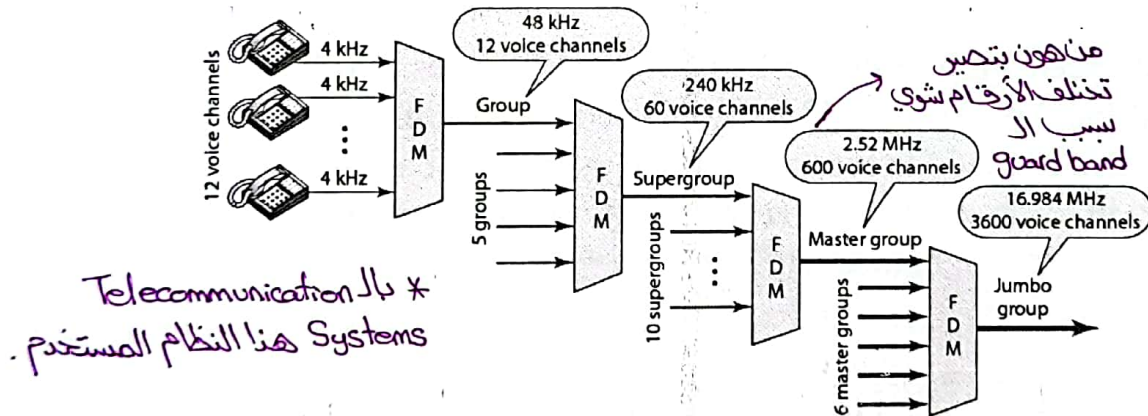 48 kHz
12 voice channels
12 voice channels
4 kHz
4 kHz
...
4 kHz
FDM
Group
240 kHz
60 voice channels
5 groups
FDM
Supergroup
من هون بتصير
تختلف الأرقام شوي
بسبب الـ
guard band
2.52 MHz
600 voice channels
10 supergroups
...
FDM
Master group
16.984 MHz
3600 voice channels
6 master groups
FDM
Jumbo
group
* بالـ Telecommunication
Systems هذا النظام المستخدم.